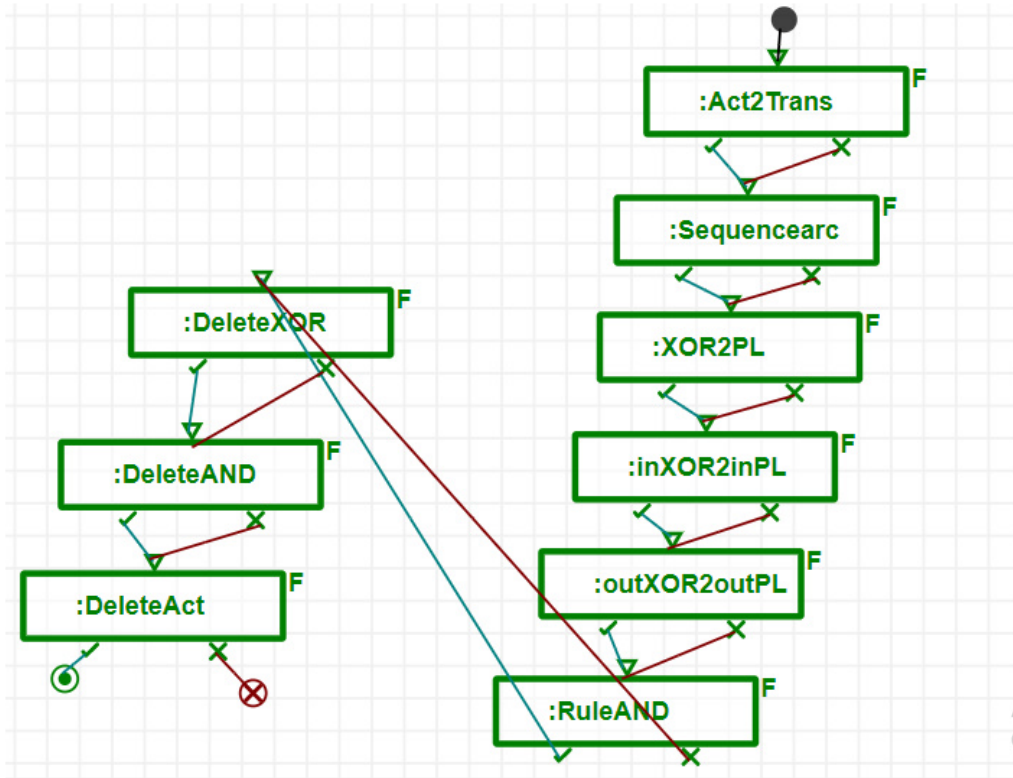 :Act2Trans F
:Sequencearc F
:XOR2PL F
:inXOR2inPL F
:outXOR2outPL F
:RuleAND F
:DeleteXOR F
:DeleteAND F
:DeleteAct F